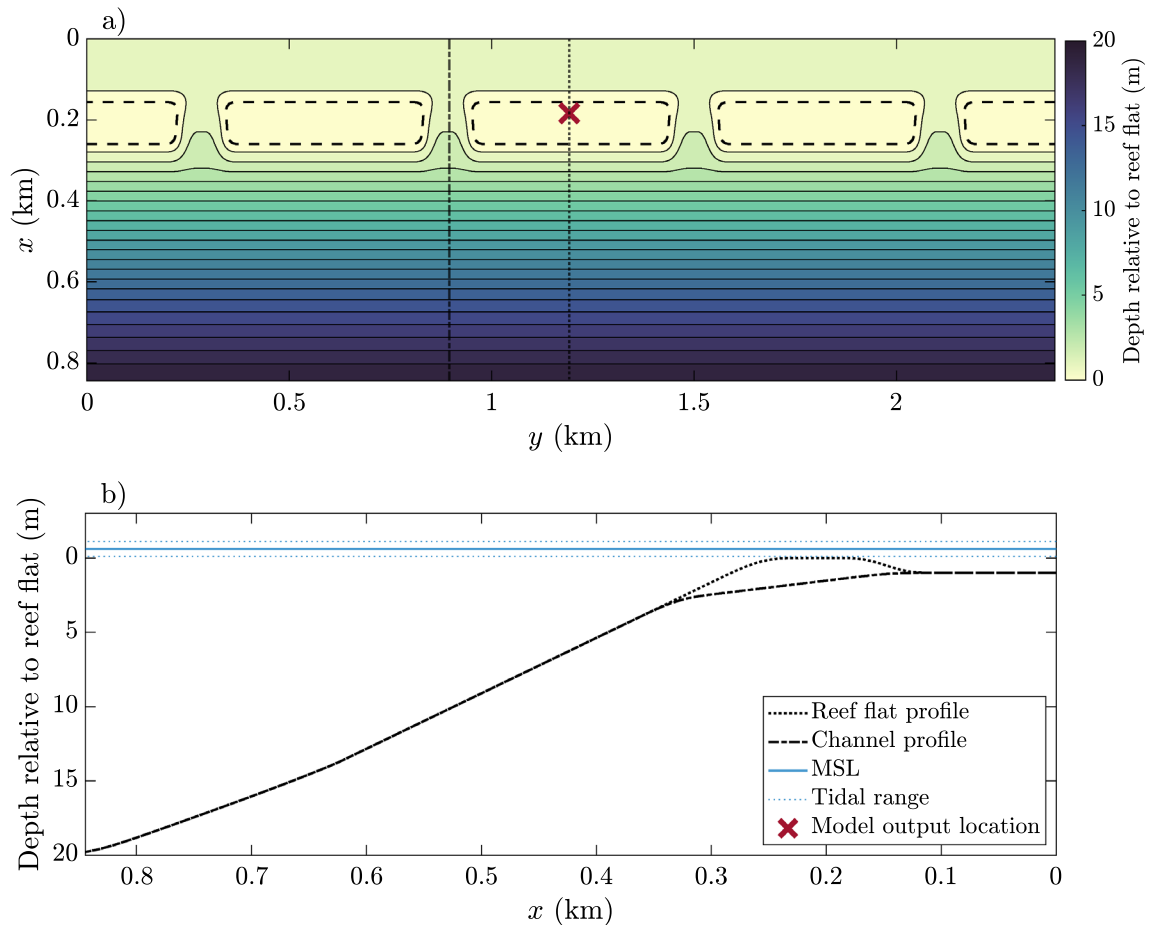 a)
0
0.2
0.4
0.6
0.8
x (km)
0
0.5
1
1.5
2
y (km)
20
15
10
5
0
Depth relative to reef flat (m)
b)
0
5
10
15
20
Depth relative to reef flat (m)
Reef flat profile
Channel profile
MSL
Tidal range
Model output location
0.8
0.7
0.6
0.5
0.4
0.3
0.2
0.1
0
x (km)